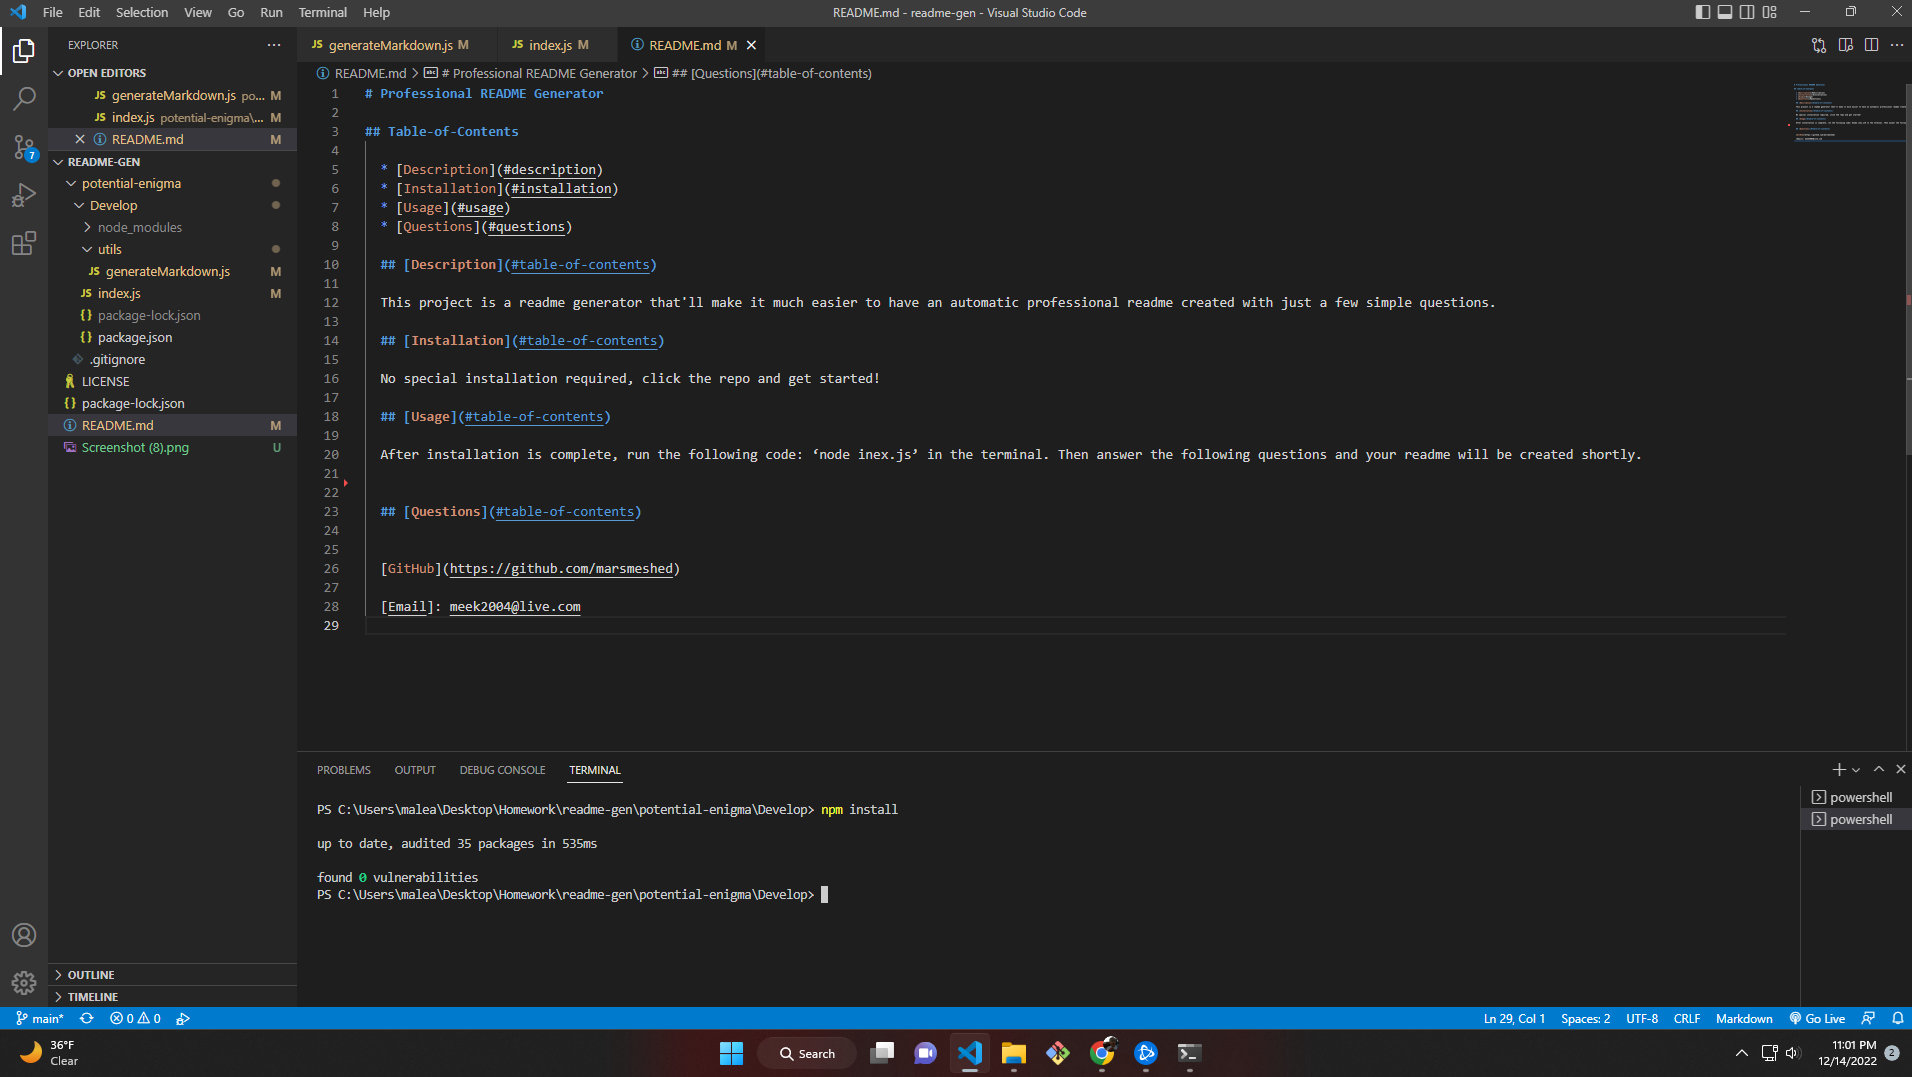 File Edit Selection View Go Run Terminal Help
README.md - readme-gen - Visual Studio Code
EXPLORER
OPEN EDITORS
JS generateMarkdown.js po... M
JS index.js potential-enigma\... M
README.md M
README-GEN
potential-enigma
Develop
node_modules
utils
JS generateMarkdown.js M
JS index.js M
{} package-lock.json
{} package.json
.gitignore
LICENSE
{} package-lock.json
README.md M
Screenshot (8).png U
OUTLINE
TIMELINE
JS generateMarkdown.js M
JS index.js M
README.md M
README.md > # Professional README Generator > ## [Questions](#table-of-contents)
1 # Professional README Generator
2
3 ## Table-of-Contents
4
5 * [Description](#description)
6 * [Installation](#installation)
7 * [Usage](#usage)
8 * [Questions](#questions)
9
10 ## [Description](#table-of-contents)
11
12 This project is a readme generator that'll make it much easier to have an automatic professional readme created with just a few simple questions.
13
14 ## [Installation](#table-of-contents)
15
16 No special installation required, click the repo and get started!
17
18 ## [Usage](#table-of-contents)
19
20 After installation is complete, run the following code: ‘node inex.js’ in the terminal. Then answer the following questions and your readme will be created shortly.
21
22
23 ## [Questions](#table-of-contents)
24
25
26 [GitHub](https://github.com/marsmeshed)
27
28 [Email]: meek2004@live.com
29
PROBLEMS OUTPUT DEBUG CONSOLE TERMINAL
PS C:\Users\malea\Desktop\Homework\readme-gen\potential-enigma\Develop> npm install
up to date, audited 35 packages in 535ms
found 0 vulnerabilities
PS C:\Users\malea\Desktop\Homework\readme-gen\potential-enigma\Develop>
powershell
powershell
7
main* 0 0
Ln 29, Col 1 Spaces: 2 UTF-8 CRLF Markdown Go Live
36°F
Clear
Search
11:01 PM
12/14/2022
2